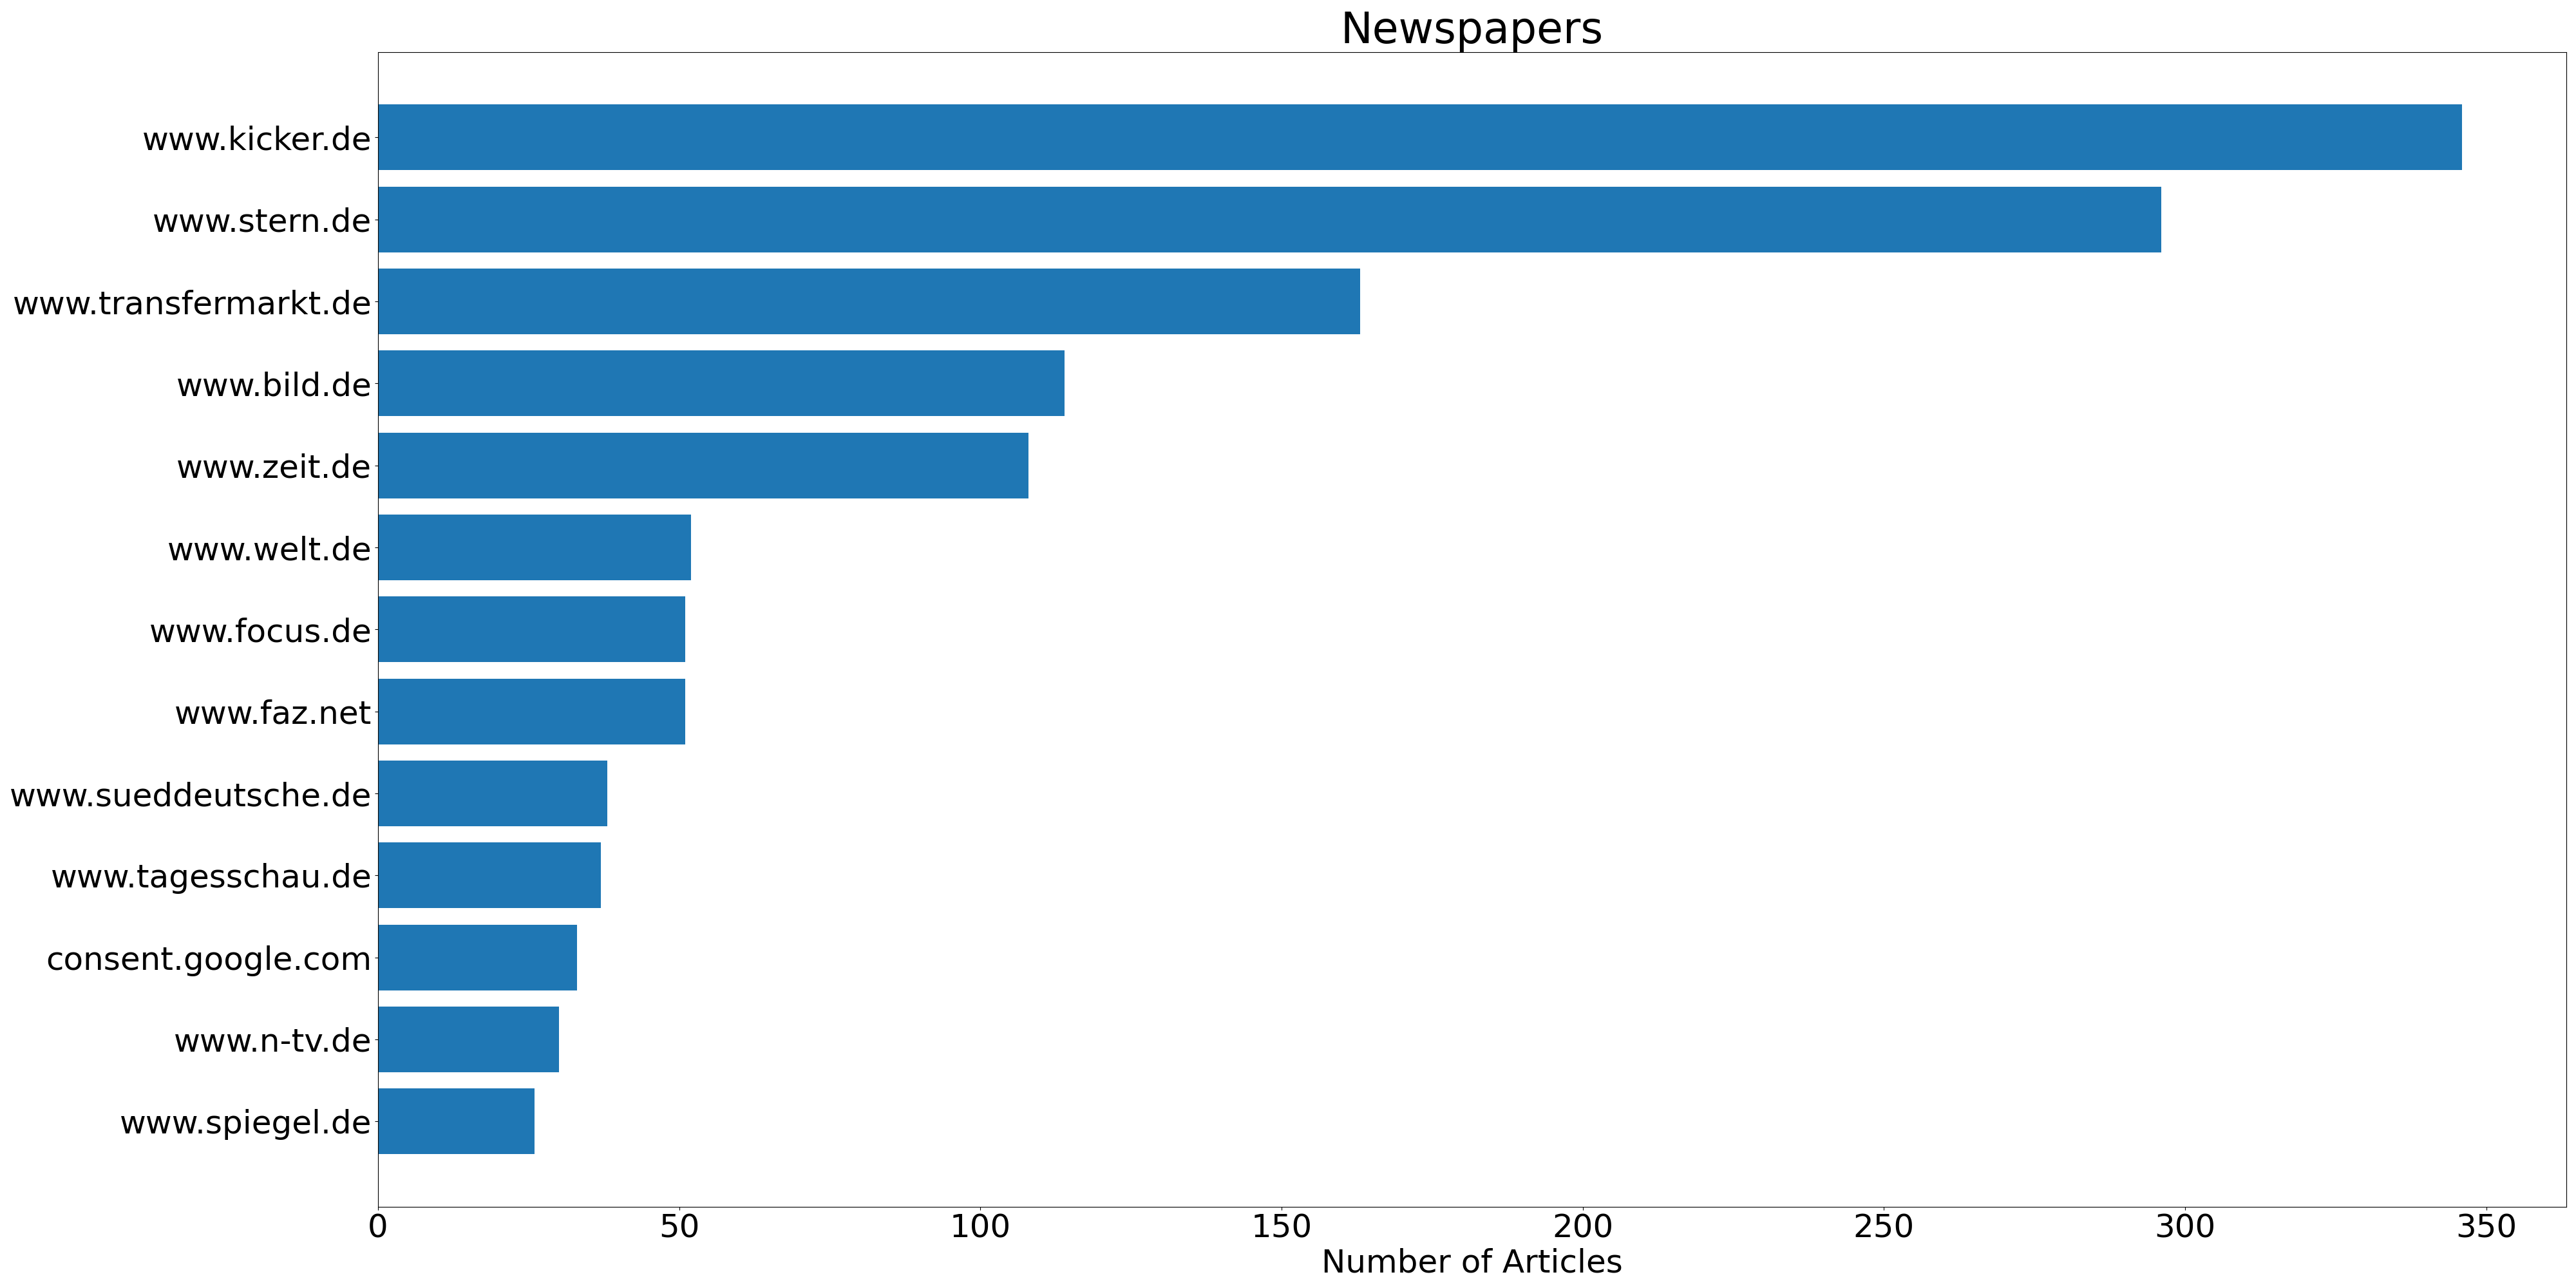 Newspapers
www.kicker.de
www.stern.de
www.transfermarkt.de
www.bild.de
www.zeit.de
www.welt.de
www.focus.de
www.faz.net
www.sueddeutsche.de
www.tagesschau.de
consent.google.com
www.n-tv.de
www.spiegel.de
0 50 100 150 200 250 300 350
Number of Articles